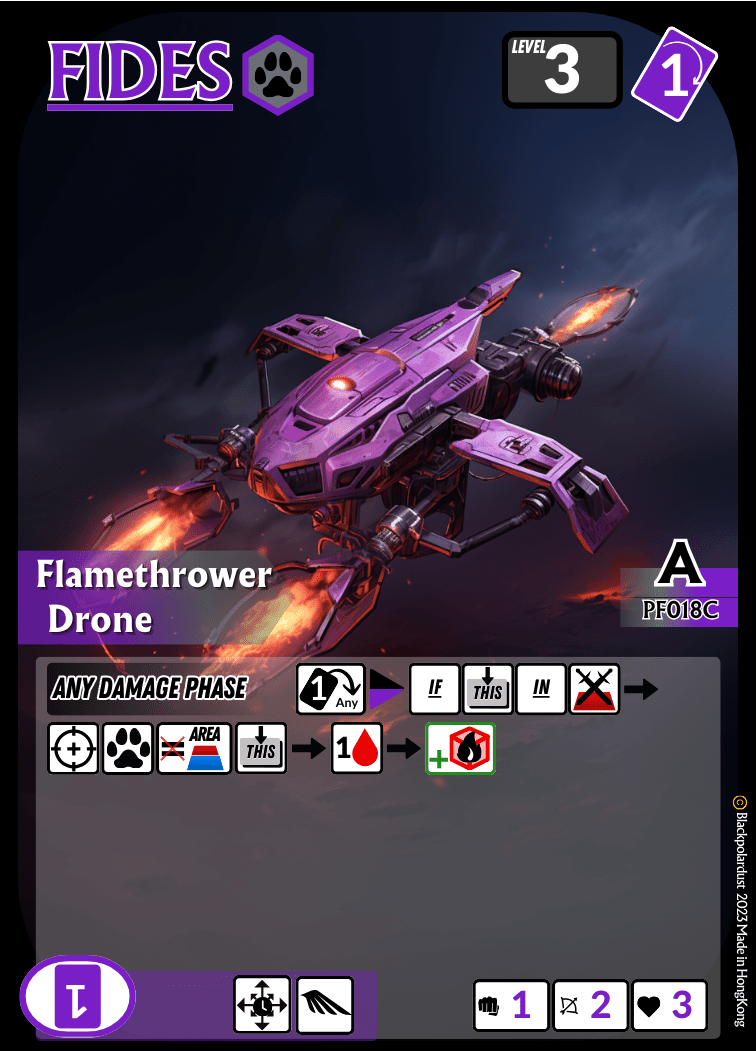 FIDES
LEVEL
3
1
Flamethrower
Drone
A
PF018C
ANY DAMAGE PHASE
1 Any
IF
THIS
IN
AREA
THIS
1
+
1
1
2
3
© Blackpolardust 2023 Made in HongKong